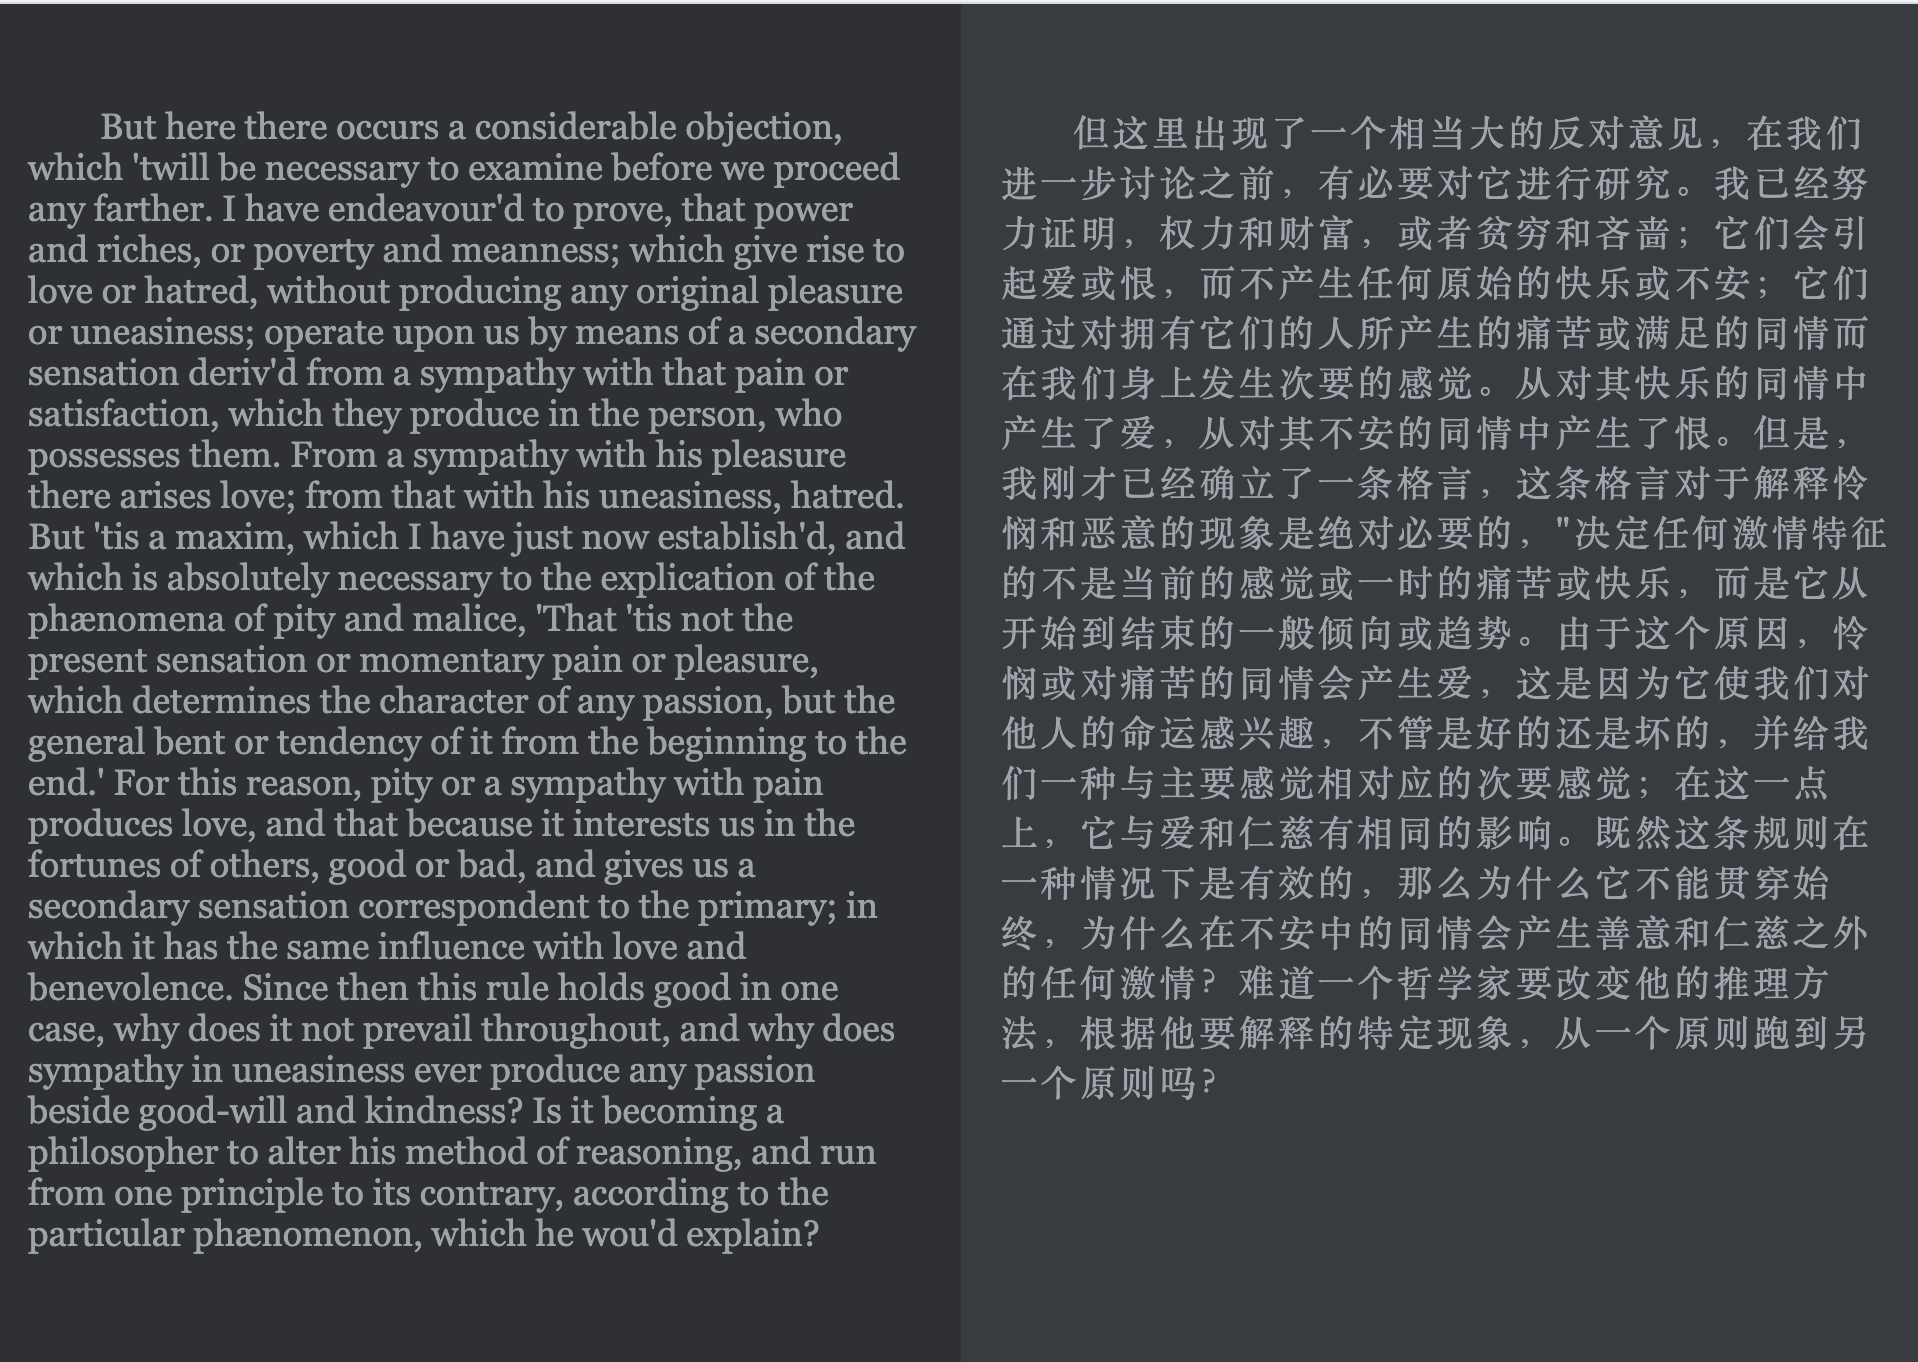 But here there occurs a considerable objection,
which 'twill be necessary to examine before we proceed
any farther. I have endeavour'd to prove, that power
and riches, or poverty and meanness; which give rise to
love or hatred, without producing any original pleasure
or uneasiness; operate upon us by means of a secondary
sensation deriv'd from a sympathy with that pain or
satisfaction, which they produce in the person, who
possesses them. From a sympathy with his pleasure
there arises love; from that with his uneasiness, hatred.
But 'tis a maxim, which I have just now establish'd, and
which is absolutely necessary to the explication of the
phænomena of pity and malice, 'That 'tis not the
present sensation or momentary pain or pleasure,
which determines the character of any passion, but the
general bent or tendency of it from the beginning to the
end.' For this reason, pity or a sympathy with pain
produces love, and that because it interests us in the
fortunes of others, good or bad, and gives us a
secondary sensation correspondent to the primary; in
which it has the same influence with love and
benevolence. Since then this rule holds good in one
case, why does it not prevail throughout, and why does
sympathy in uneasiness ever produce any passion
beside good-will and kindness? Is it becoming a
philosopher to alter his method of reasoning, and run
from one principle to its contrary, according to the
particular phænomenon, which he wou'd explain?
但这里出现了一个相当大的反对意见，在我们
进一步讨论之前，有必要对它进行研究。我已经努
力证明，权力和财富，或者贫穷和吝啬；它们会引
起爱或恨，而不产生任何原始的快乐或不安；它们
通过对拥有它们的人所产生的痛苦或满足的同情而
在我们身上发生次要的感觉。从对其快乐的同情中
产生了爱，从对其不安的同情中产生了恨。但是，
我刚才已经确立了一条格言，这条格言对于解释怜
悯和恶意的现象是绝对必要的，"决定任何激情特征
的不是当前的感觉或一时的痛苦或快乐，而是它从
开始到结束的一般倾向或趋势。由于这个原因，怜
悯或对痛苦的同情会产生爱，这是因为它使我们对
他人的命运感兴趣，不管是好的还是坏的，并给我
们一种与主要感觉相对应的次要感觉；在这一点
上，它与爱和仁慈有相同的影响。既然这条规则在
一种情况下是有效的，那么为什么它不能贯穿始
终，为什么在不安中的同情会产生善意和仁慈之外
的任何激情？难道一个哲学家要改变他的推理方
法，根据他要解释的特定现象，从一个原则跑到另
一个原则吗？